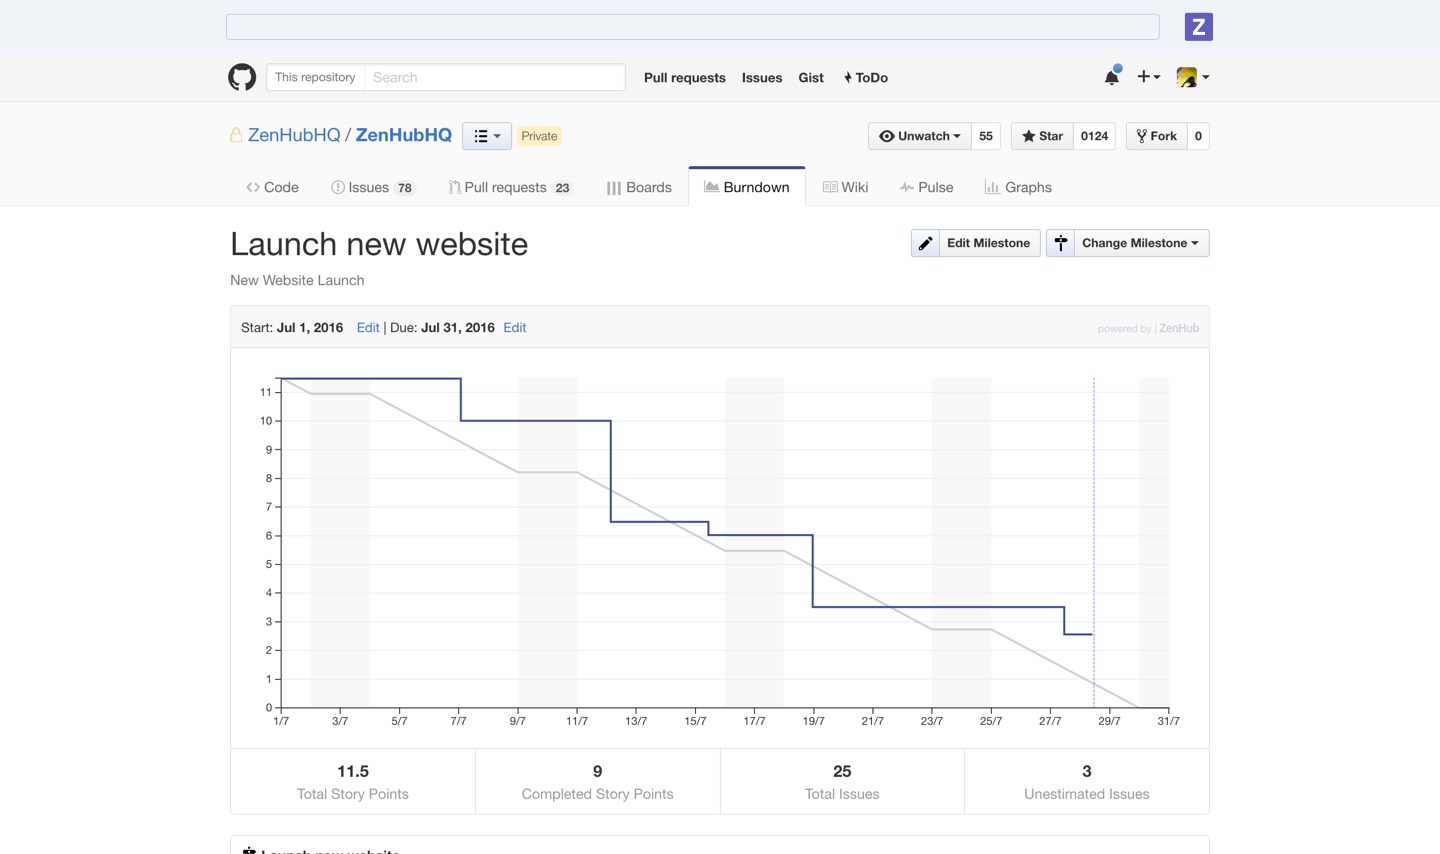 Z
This repository Search Pull requests Issues Gist ToDo
ZenHubHQ / ZenHubHQ Private Unwatch 55 Star 0124 Fork 0
Code Issues 78 Pull requests 23 Boards Burndown Wiki Pulse Graphs
Launch new website Edit Milestone Change Milestone
New Website Launch
Start: Jul 1, 2016 Edit | Due: Jul 31, 2016 Edit powered by | ZenHub
11
10
9
8
7
6
5
4
3
2
1
0
1/7 3/7 5/7 7/7 9/7 11/7 13/7 15/7 17/7 19/7 21/7 23/7 25/7 27/7 29/7 31/7
11.5 9 25 3
Total Story Points Completed Story Points Total Issues Unestimated Issues
Launch new website